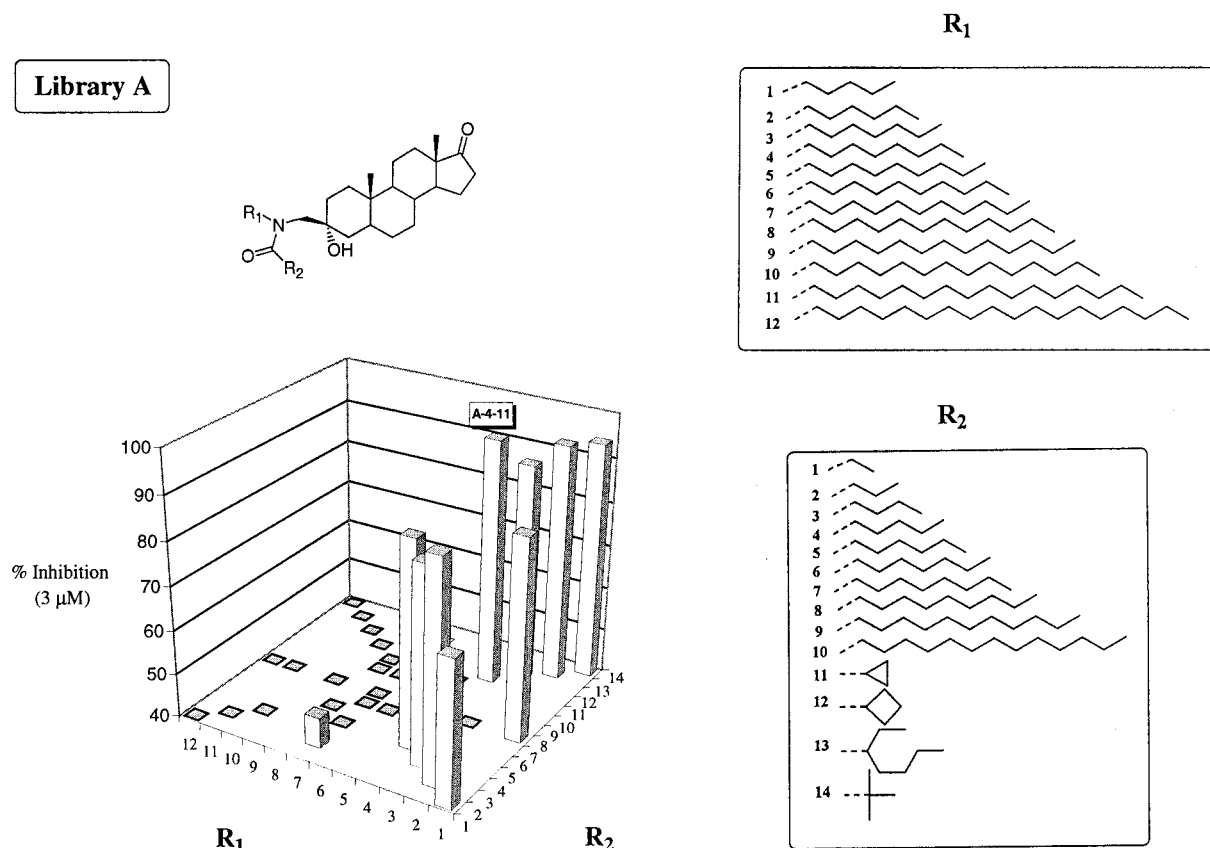 Library A
O
R1
N
O
R2
OH
R1
1
2
3
4
5
6
7
8
9
10
11
12
A-4-11
100
90
80
70
60
50
40
% Inhibition
(3 µM)
12 11 10 9 8 7 6 5 4 3 2 1
1 2 3 4 5 6 7 8 9 10 11 12 13 14
R1
R2
R2
1
2
3
4
5
6
7
8
9
10
11
12
13
14